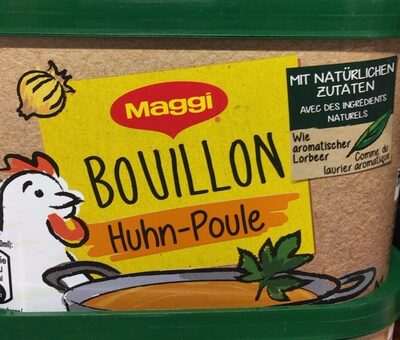 Maggi
BOUILLON
Huhn-Poule
MIT NATÜRLICHEN
ZUTATEN
AVEC DES INGRÉDIENTS
NATURELS
Wie
aromatischer
Lorbeer
Comme du
laurier aromatique